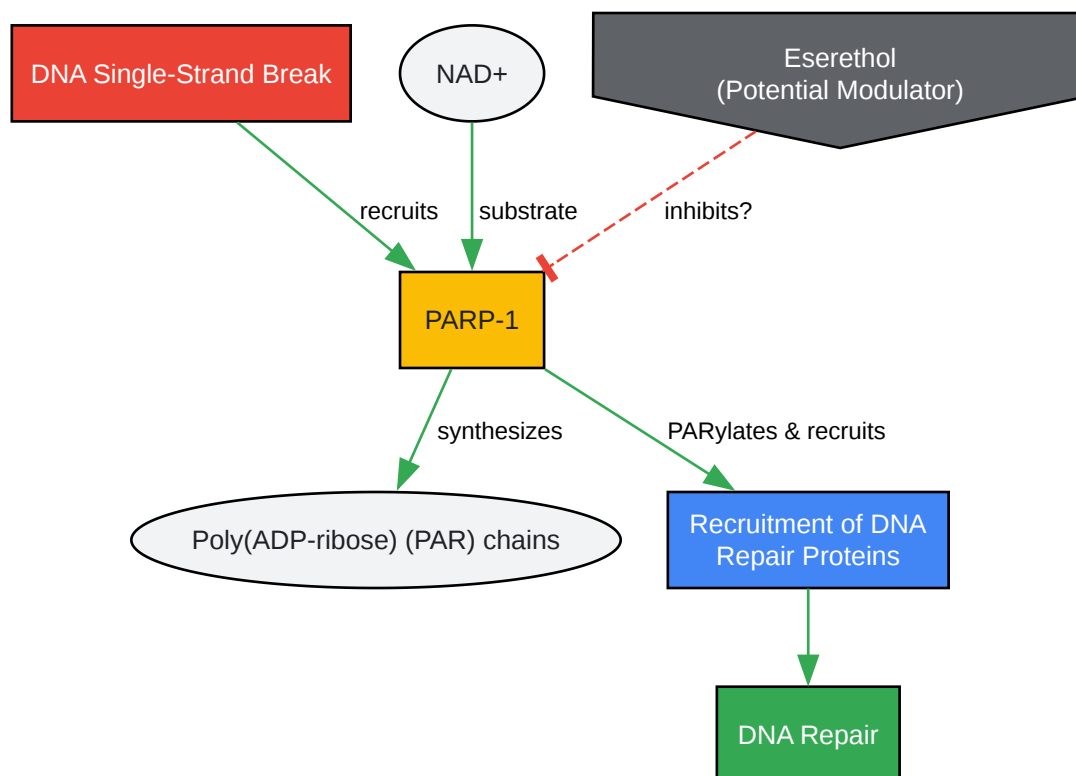 DNA Single-Strand Break
NAD+
Eserethol
(Potential Modulator)
recruits
substrate
inhibits?
PARP-1
synthesizes
PARylates & recruits
Poly(ADP-ribose) (PAR) chains
Recruitment of DNA
Repair Proteins
DNA Repair